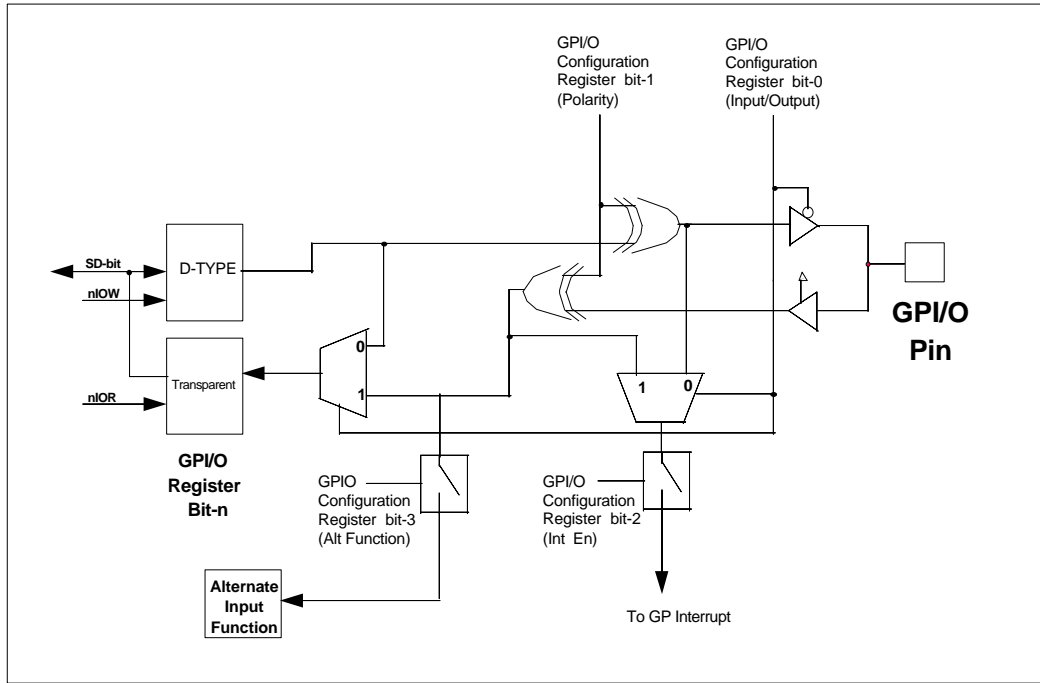 GPI/O
Configuration
Register bit-1
(Polarity)
GPI/O
Configuration
Register bit-0
(Input/Output)
SD-bit
D-TYPE
nIOW
GPI/O
Pin
0
1
1
0
Transparent
nIOR
GPI/O
Register
Bit-n
GPIO
Configuration
Register bit-3
(Alt Function)
GPI/O
Configuration
Register bit-2
(Int En)
Alternate
Input
Function
To GP Interrupt